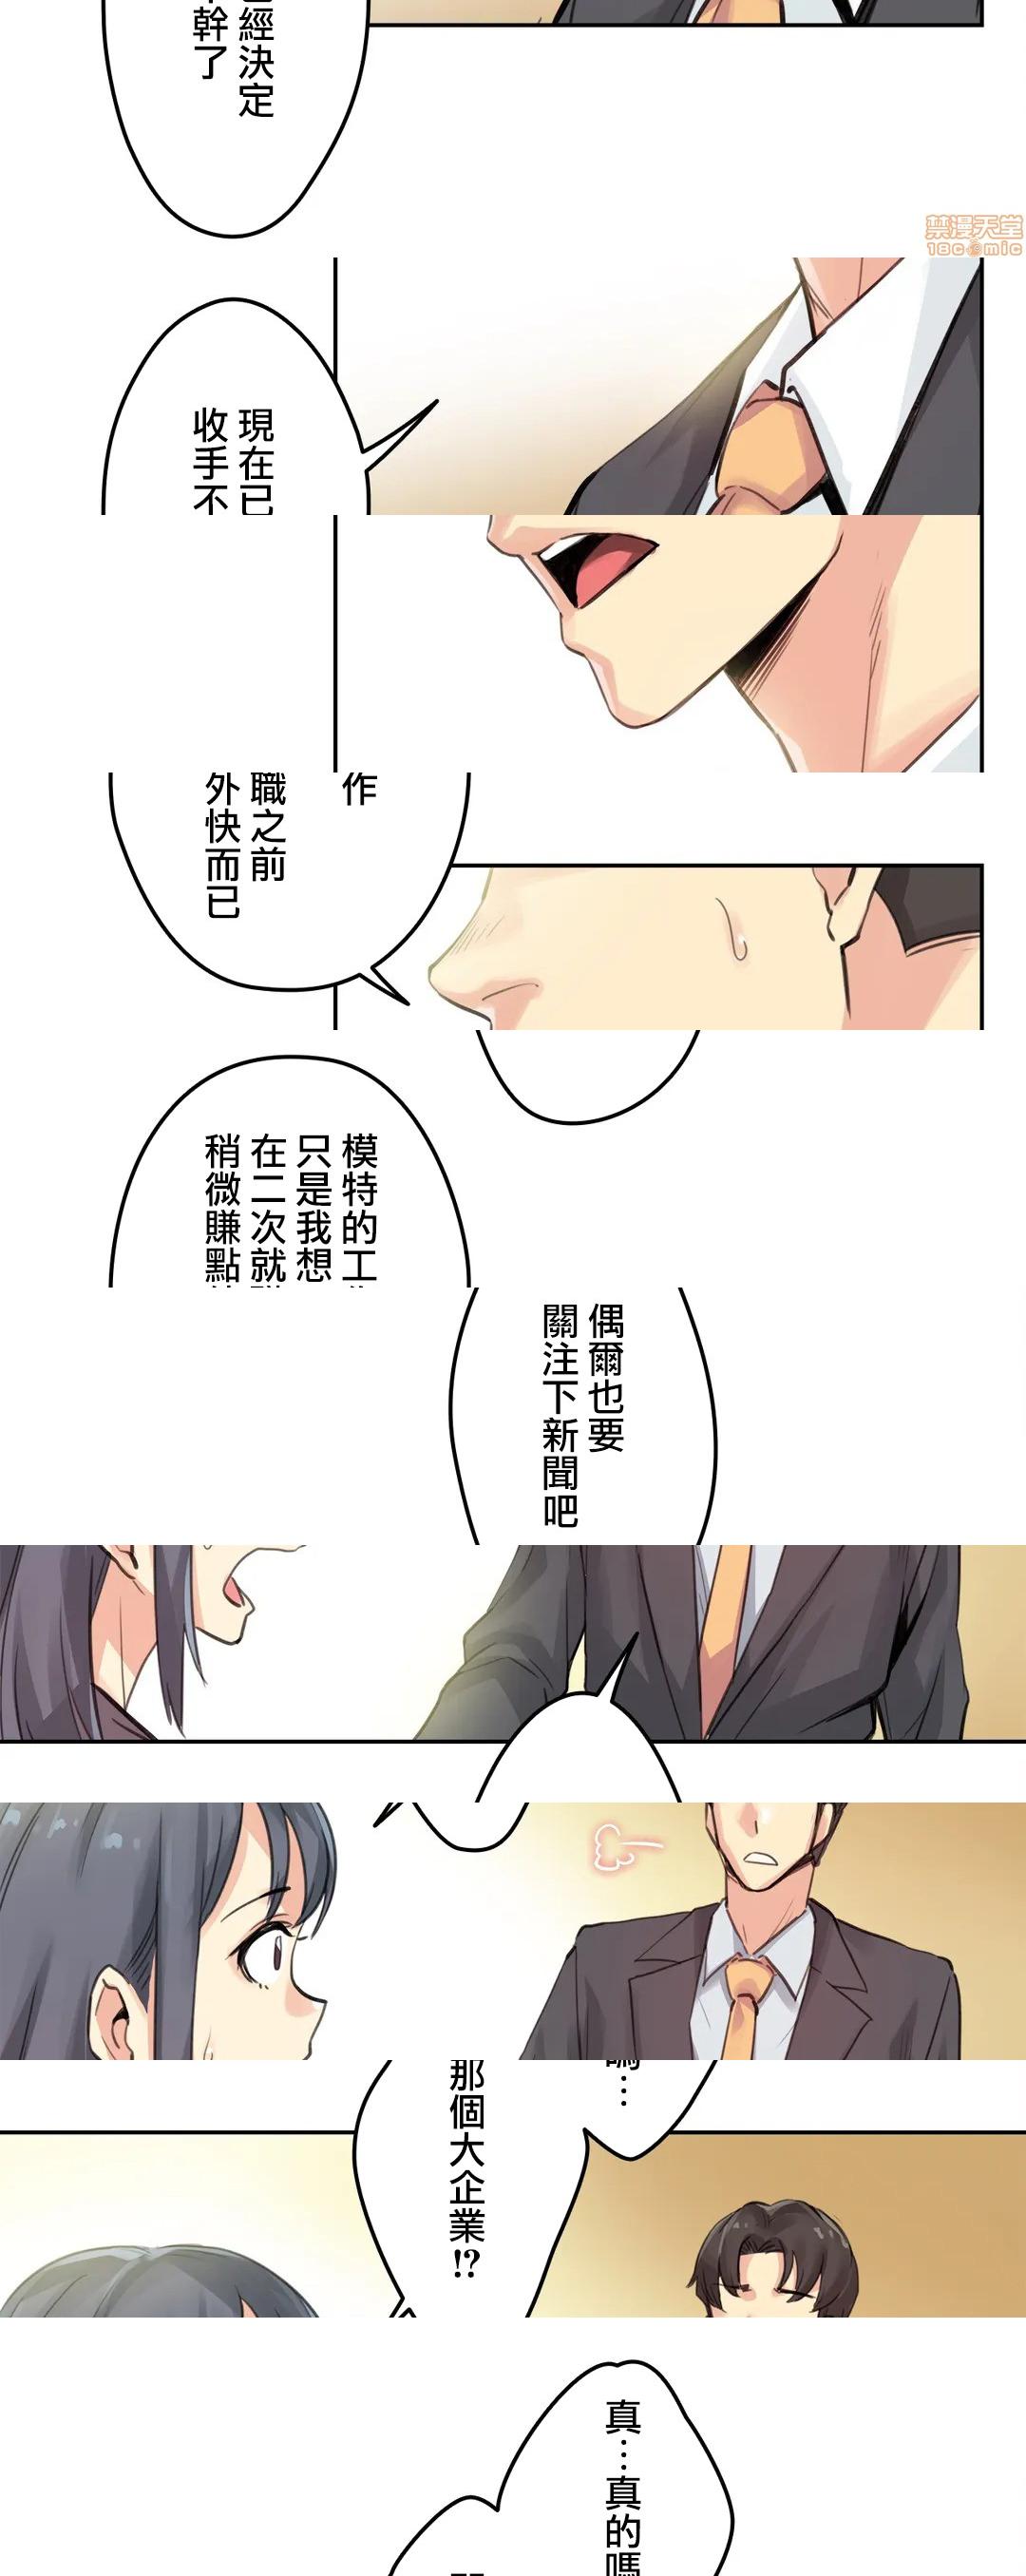 經決定
幹了
禁漫天堂
18comic
現在已
收手不
作
職之前
外快而已
模特的工
只是我想
在二次就
稍微賺點
偶爾也要
關注下新聞吧
嗎…
那個大企業!?
真…真的嗎